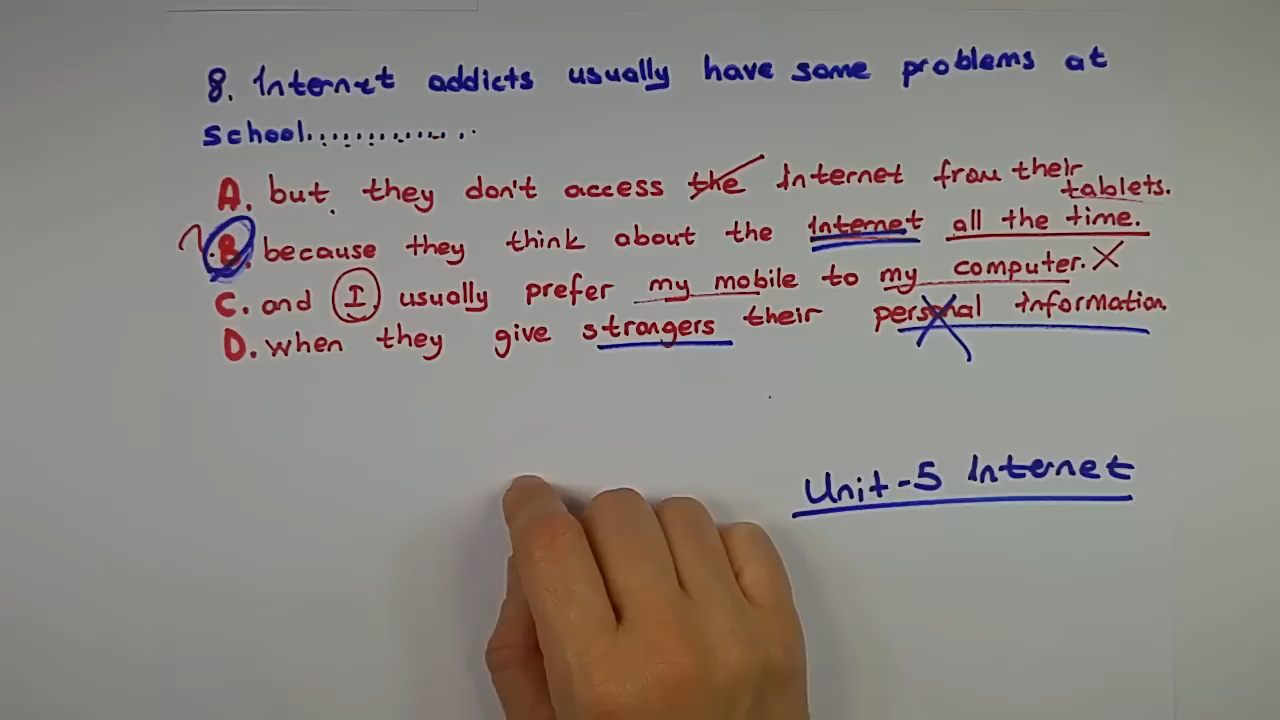 8. Internet addicts usually have some problems at
school.............
A. but they don't access the Internet from their
tablets.
B. because they think about the Internet all the time.
C. and I usually prefer my mobile to my computer.
D. when they give strangers their personal information.
Unit-5 Internet